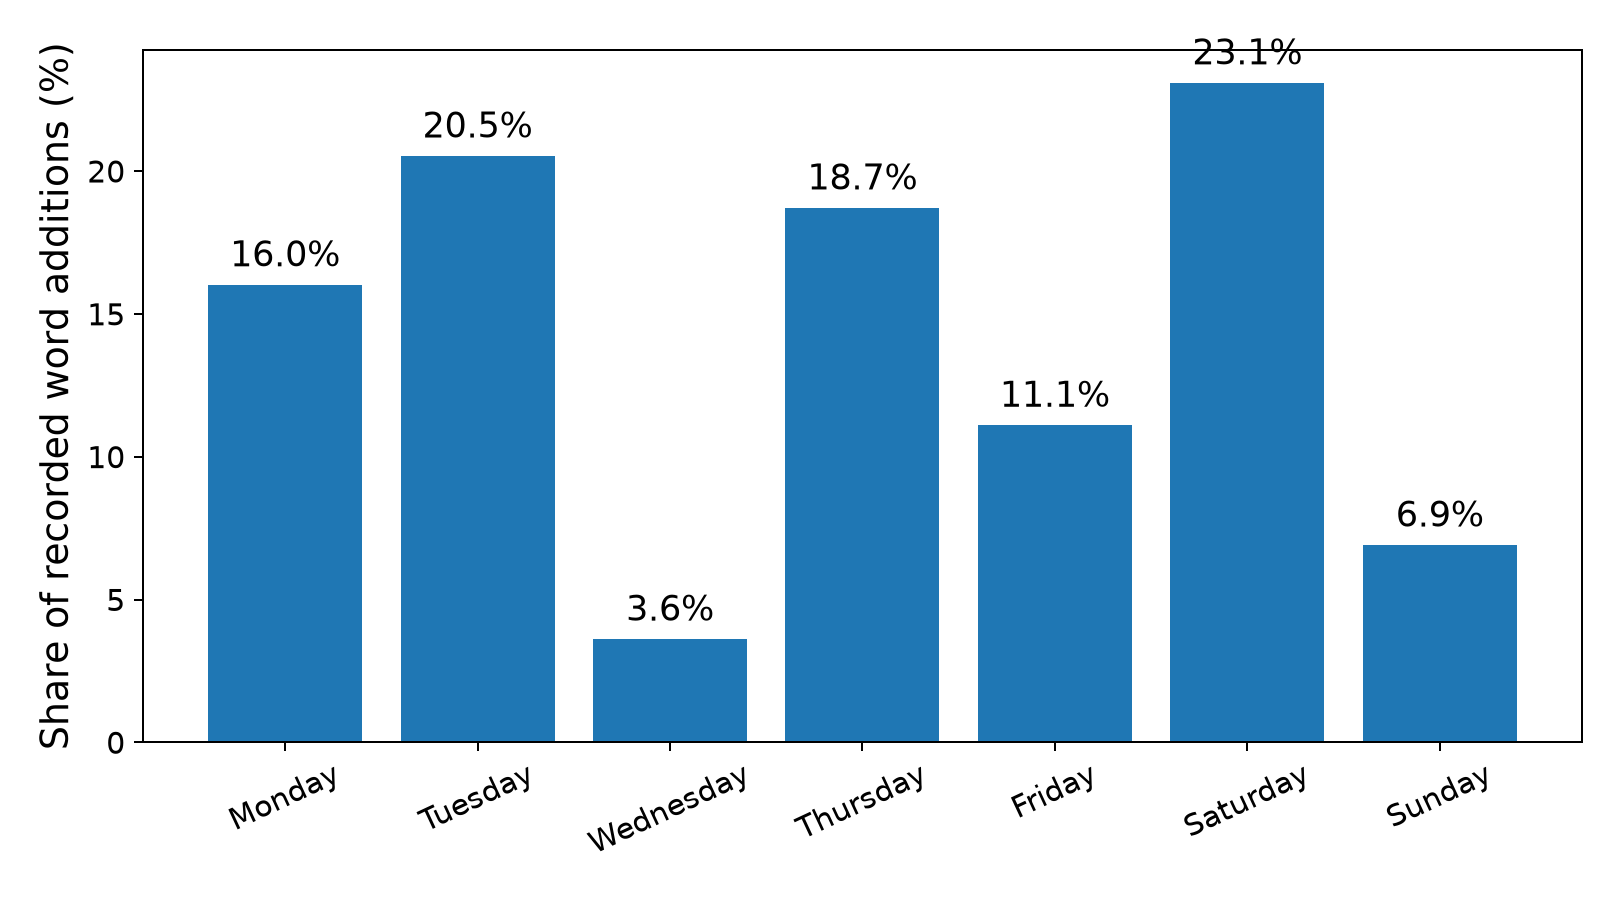 Share of recorded word additions (%)
20
15
10
5
0
16.0%
20.5%
3.6%
18.7%
11.1%
23.1%
6.9%
Monday
Tuesday
Wednesday
Thursday
Friday
Saturday
Sunday